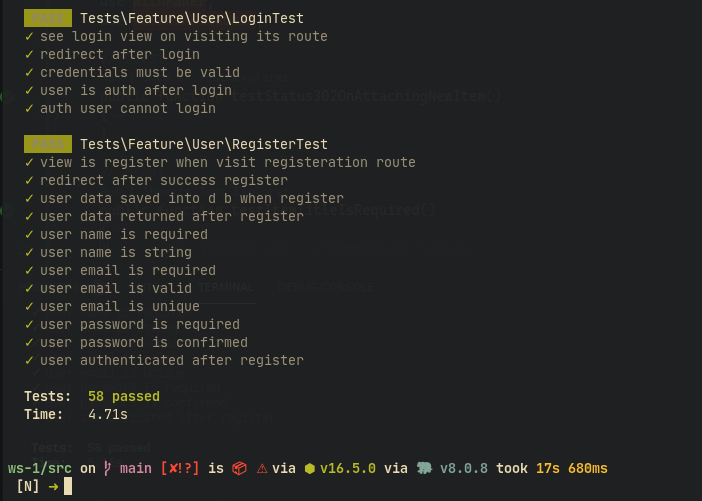 PASS Tests\Feature\User\LoginTest
✓ see login view on visiting its route
✓ redirect after login
✓ credentials must be valid
✓ user is auth after login
✓ auth user cannot login
PASS Tests\Feature\User\RegisterTest
✓ view is register when visit registeration route
✓ redirect after success register
✓ user data saved into d b when register
✓ user data returned after register
✓ user name is required
✓ user name is string
✓ user email is required
✓ user email is valid
✓ user email is unique
✓ user password is required
✓ user password is confirmed
✓ user authenticated after register
Tests: 58 passed
Time: 4.71s
ws-1/src on main [✘!?] is 📦 ⚠ via ⬢ v16.5.0 via 🐘 v8.0.8 took 17s 680ms
[N] ➜